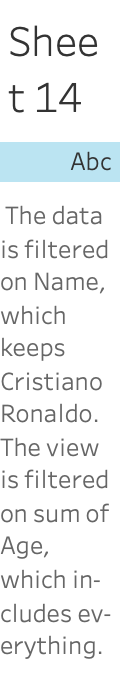 Shee
t 14
Abc
The data
is filtered
on Name,
which
keeps
Cristiano
Ronaldo.
The view
is filtered
on sum of
Age,
which in-
cludes ev-
erything.